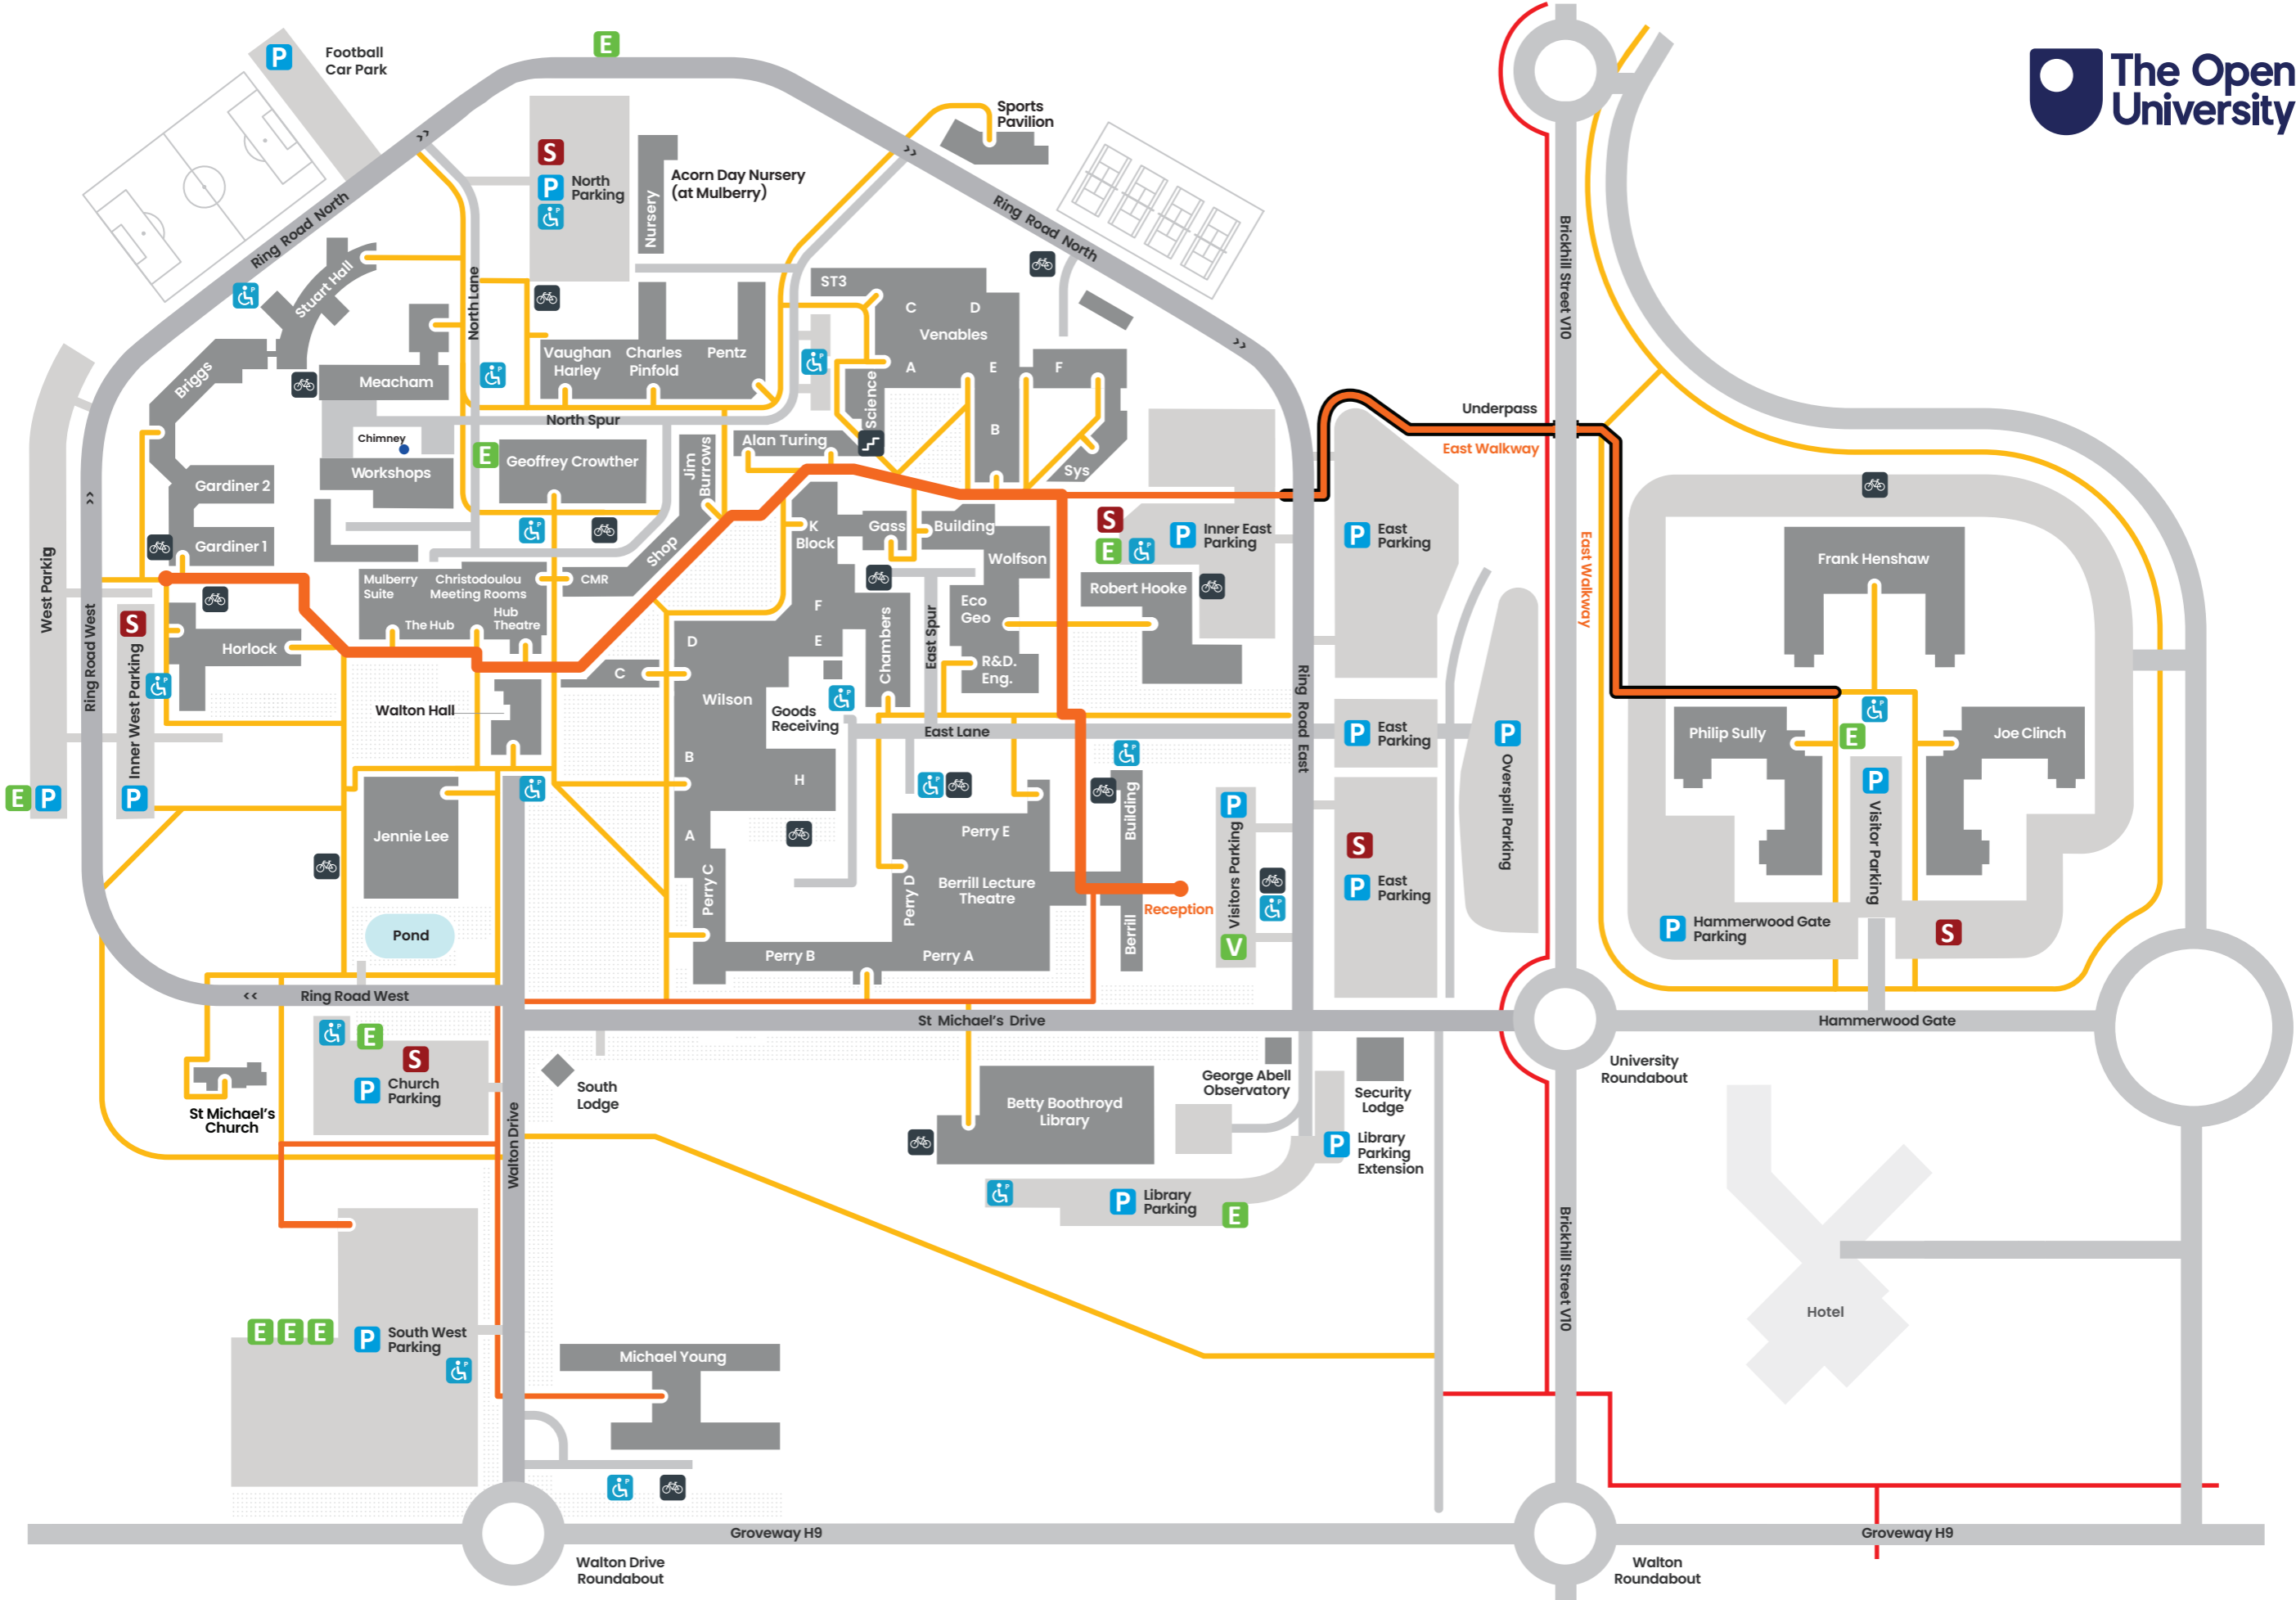 The Open
University
Football
Car Park
P
E
Sports
Pavilion
S
P
North
Parking
Nursery
Acorn Day Nursery
(at Mulberry)
>>
>>
Ring Road North
Ring Road North
>>
Stuart Hall
North Lane
ST3
C
D
Venables
A
E
F
B
Science
Sys
Brickhill Street V10
Vaughan
Harley
Charles
Pinfold
Pentz
Briggs
Meacham
North Spur
Chimney
Workshops
E
Geoffrey Crowther
Jim
Burrows
Alan Turing
Underpass
East Walkway
Gardiner 2
Gardiner 1
>>
West Parkig
Ring Road West
K
Block
Gass
Building
Wolfson
S
E
P
Inner East
Parking
P
East
Parking
East Walkway
Frank Henshaw
Shop
Mulberry
Suite
Christodoulou
Meeting Rooms
CMR
The Hub
Hub
Theatre
Robert Hooke
Eco
Geo
F
E
D
Chambers
East Spur
R&D.
Eng.
S
Horlock
Inner West Parking
C
Wilson
Walton Hall
Goods
Receiving
East Lane
Ring Road East
P
East
Parking
P
Overspill Parking
Philip Sully
E
Joe Clinch
P
Visitor Parking
B
H
A
E
P
P
Jennie Lee
Perry C
Perry D
Perry E
Berrill Lecture
Theatre
Building
Berrill
Reception
P
Visitors Parking
V
S
P
East
Parking
P
Hammerwood Gate
Parking
S
Pond
Perry B
Perry A
<<
Ring Road West
St Michael's Drive
Hammerwood Gate
University
Roundabout
E
S
P
Church
Parking
St Michael's
Church
South
Lodge
Walton Drive
Betty Boothroyd
Library
George Abell
Observatory
Security
Lodge
P
Library
Parking
Extension
P
Library
Parking
E
Brickhill Street V10
Hotel
E
E
E
P
South West
Parking
Michael Young
Groveway H9
Groveway H9
Walton Drive
Roundabout
Walton
Roundabout